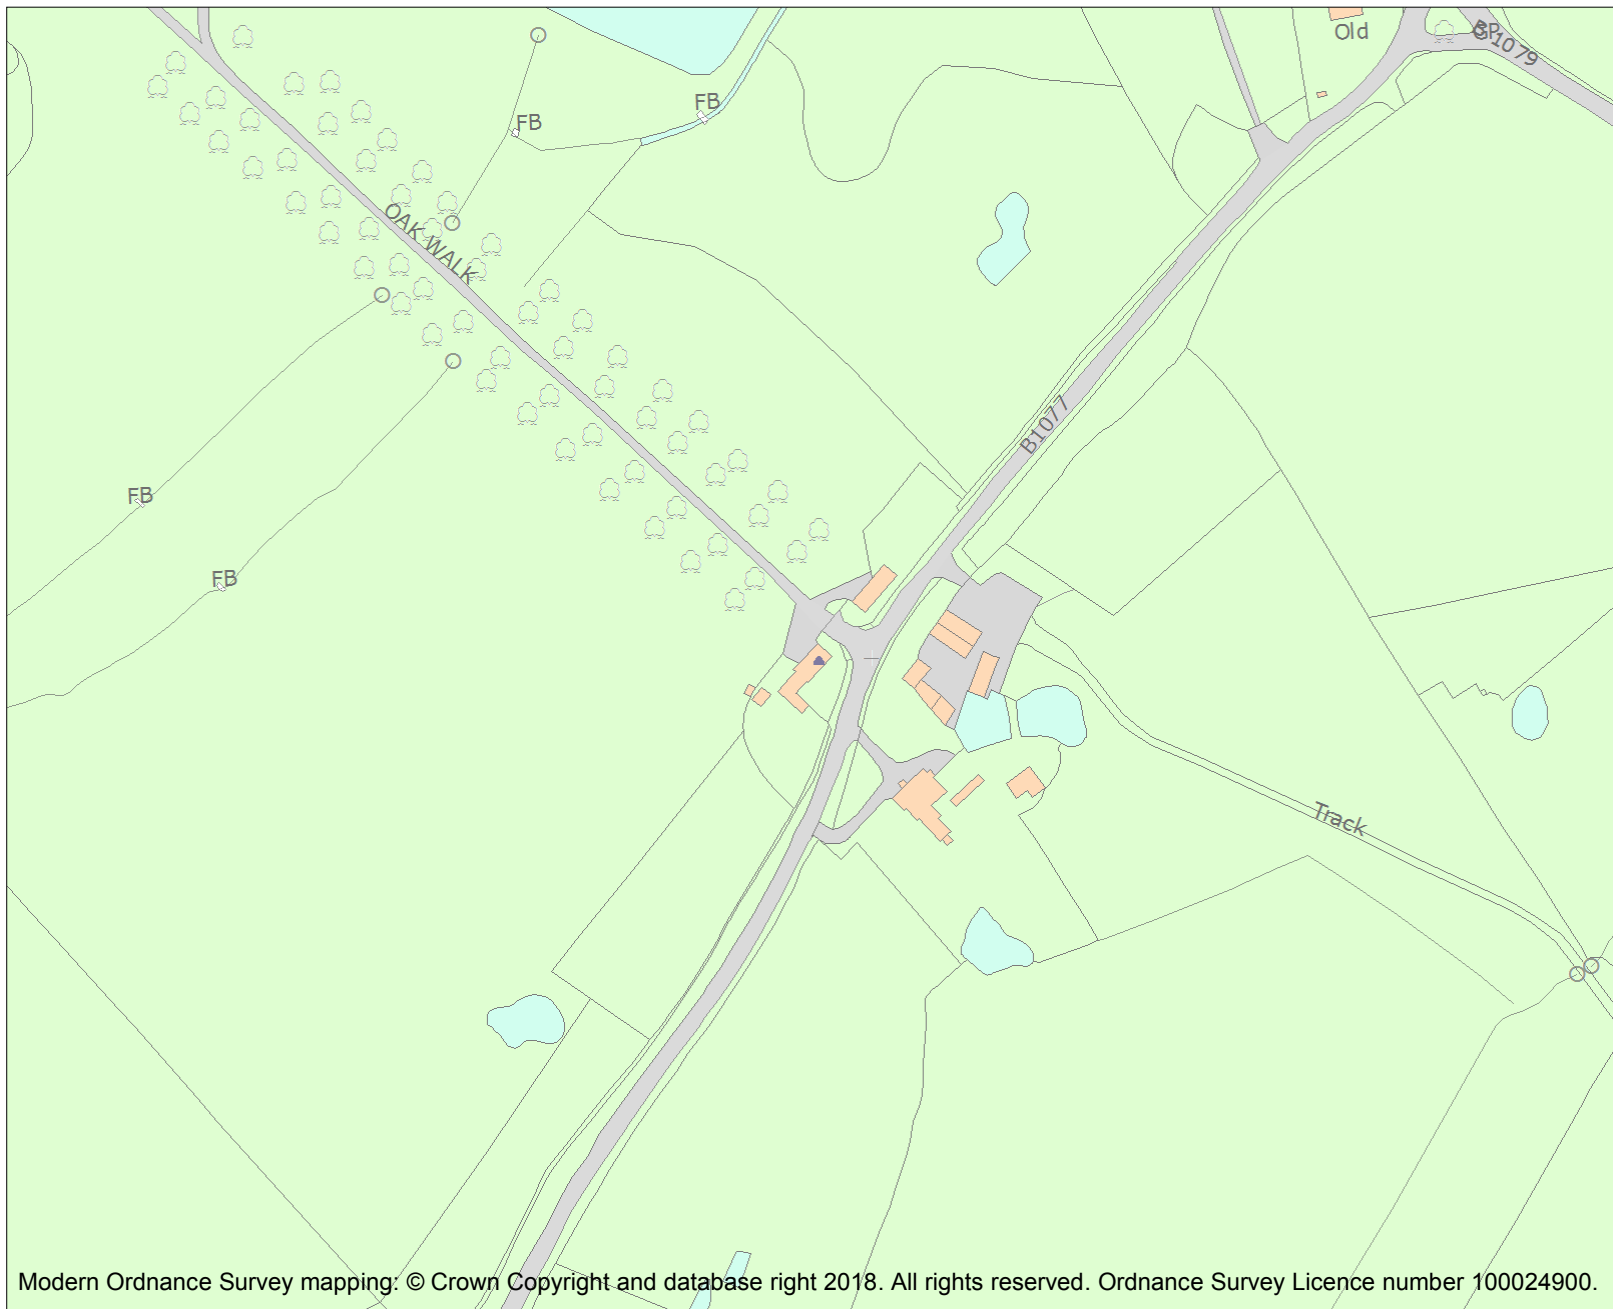 Old
GP
B1079
FB
FB
OAK WALK
B1077
FB
FB
Track
Modern Ordnance Survey mapping: © Crown Copyright and database right 2018. All rights reserved. Ordnance Survey Licence number 100024900.